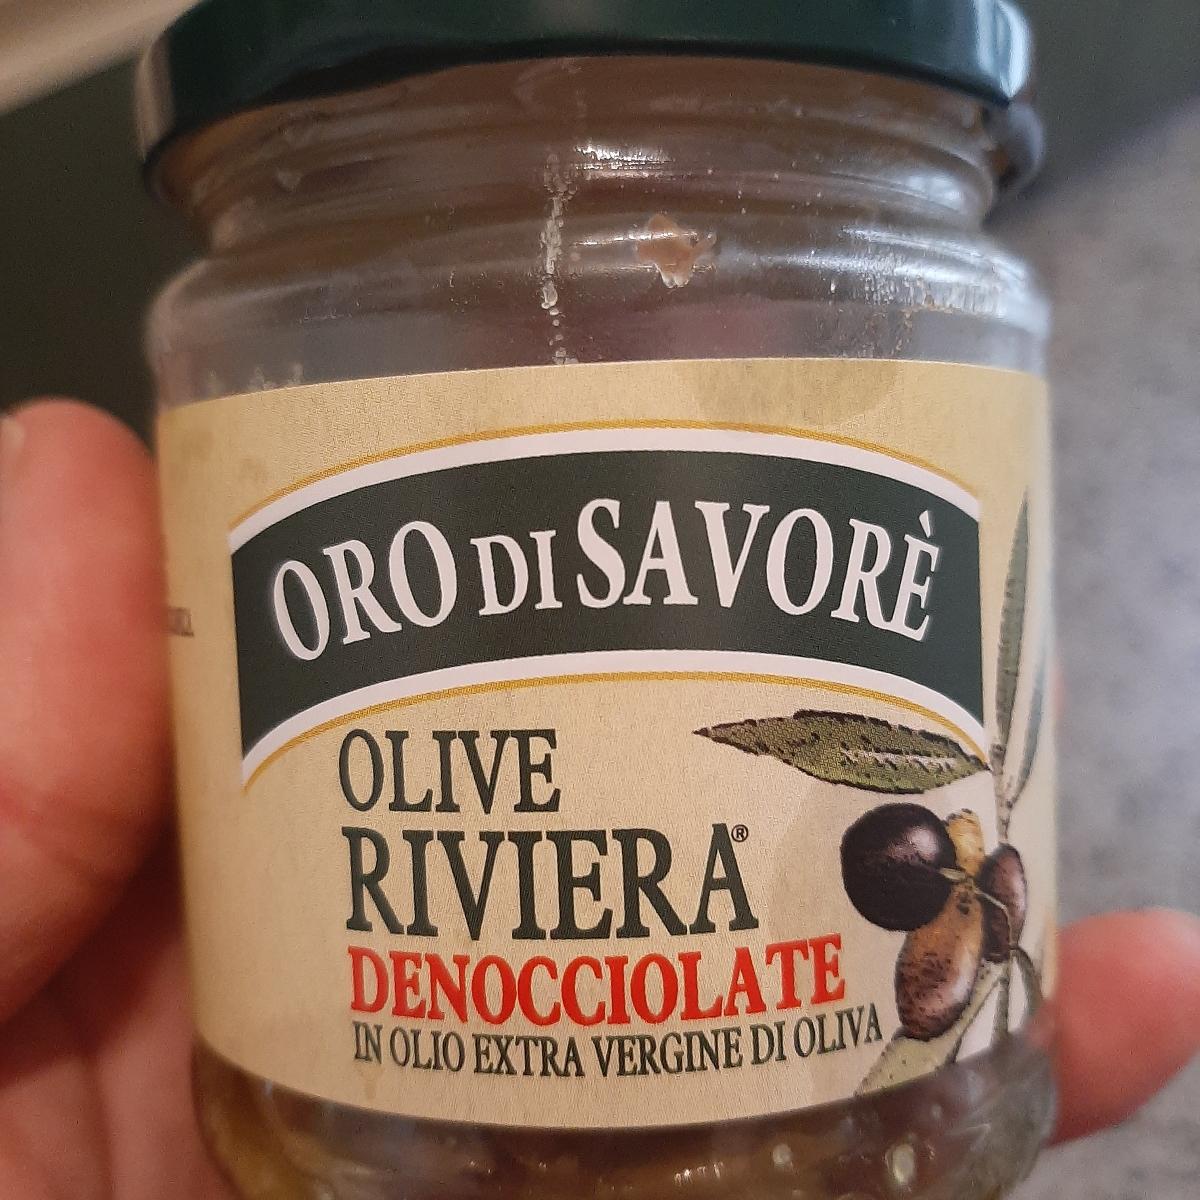 ORO DI SAVORÈ
OLIVE
RIVIERA®
DENOCCIOLATE
IN OLIO EXTRA VERGINE DI OLIVA